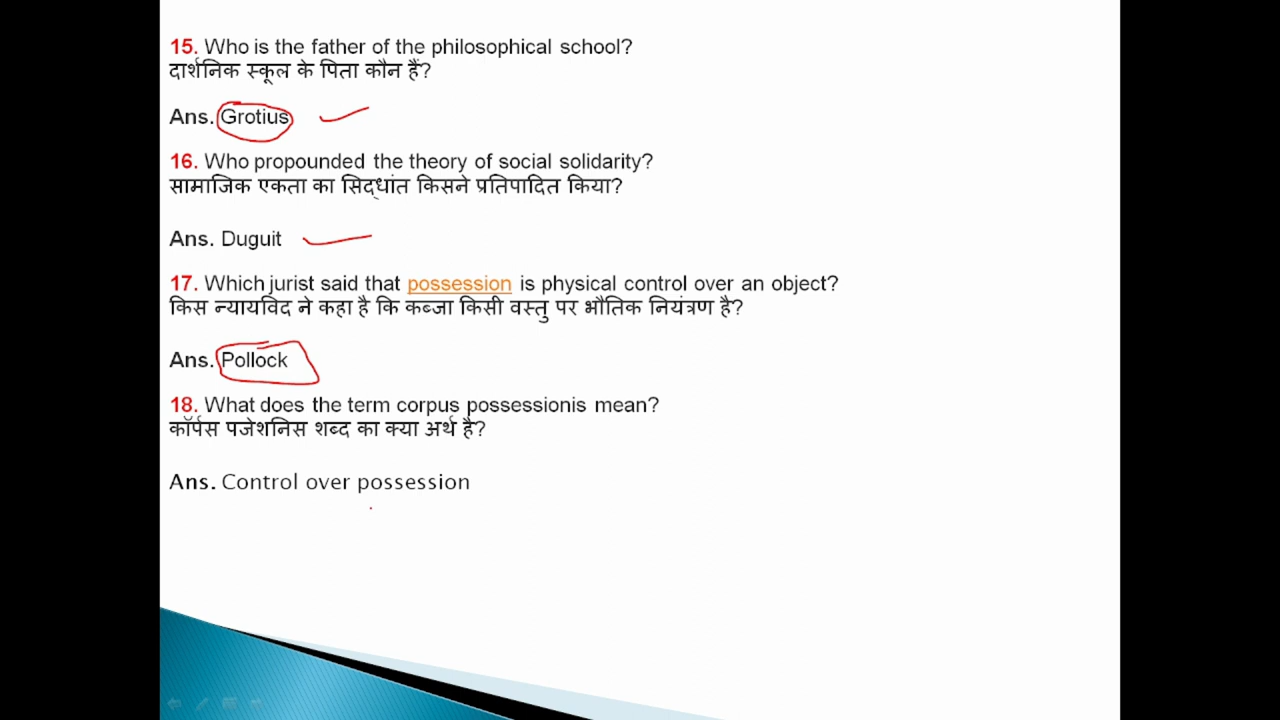 15. Who is the father of the philosophical school?
दार्शनिक स्कूल के पिता कौन हैं?
Ans. Grotius
16. Who propounded the theory of social solidarity?
सामाजिक एकता का सिद्धांत किसने प्रतिपादित किया?
Ans. Duguit
17. Which jurist said that possession is physical control over an object?
किस न्यायविद ने कहा है कि कब्जा किसी वस्तु पर भौतिक नियंत्रण है?
Ans. Pollock
18. What does the term corpus possessionis mean?
कॉर्पस पजेशनिस शब्द का क्या अर्थ है?
Ans. Control over possession